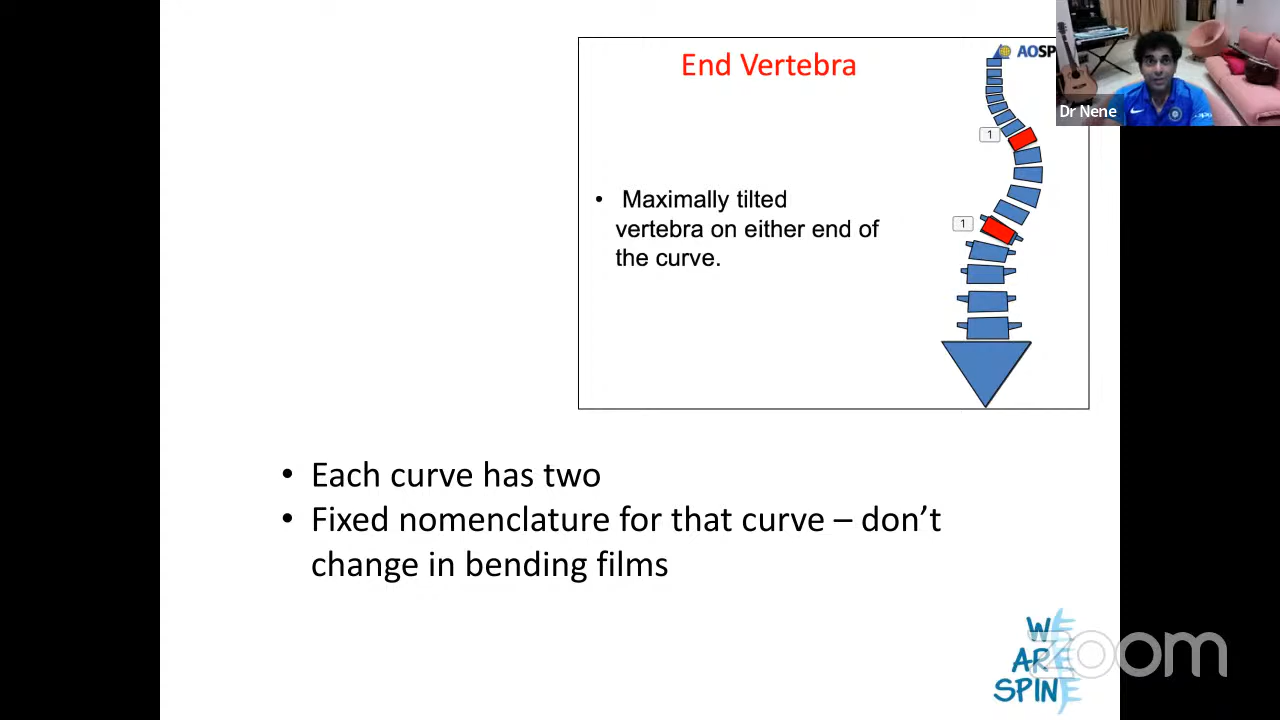 End Vertebra
AOSP
Dr Nene
1
• Maximally tilted
vertebra on either end of
the curve.
1
• Each curve has two
• Fixed nomenclature for that curve – don’t
change in bending films
WE
ARE
SPINE
zoom